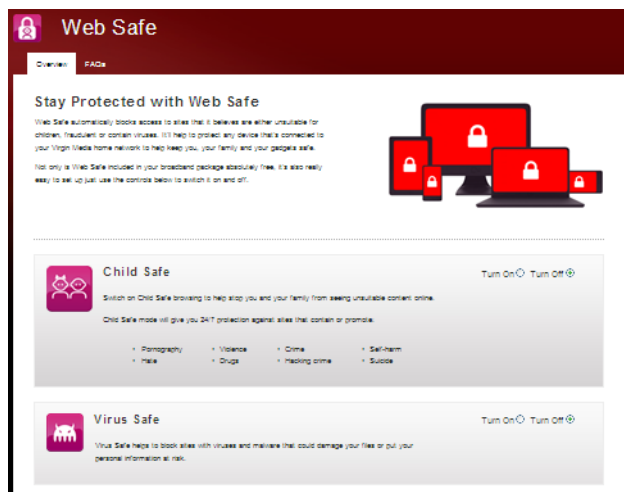 Web Safe
Overview FAQs
Stay Protected with Web Safe
Web Safe automatically blocks access to sites that it believes are either unsuitable for
children, fraudulent or contain viruses. It'll help to protect any device that's connected to
your Virgin Media home network to help keep you, your family and your gadgets safe.
Not only is Web Safe included in your broadband package absolutely free, it's also really
easy to set up just use the controls below to switch it on and off.
Child Safe
Turn On Turn Off
Switch on Child Safe browsing to help stop you and your family from seeing unsuitable content online.
Child Safe mode will give you 24/7 protection against sites that contain or promote.
• Pornography • Violence • Crime • Self-harm
• Hate • Drugs • Hacking crime • Suicide
Virus Safe
Turn On Turn Off
Virus Safe helps to block sites with viruses and malware that could damage your files or put your
personal information at risk.